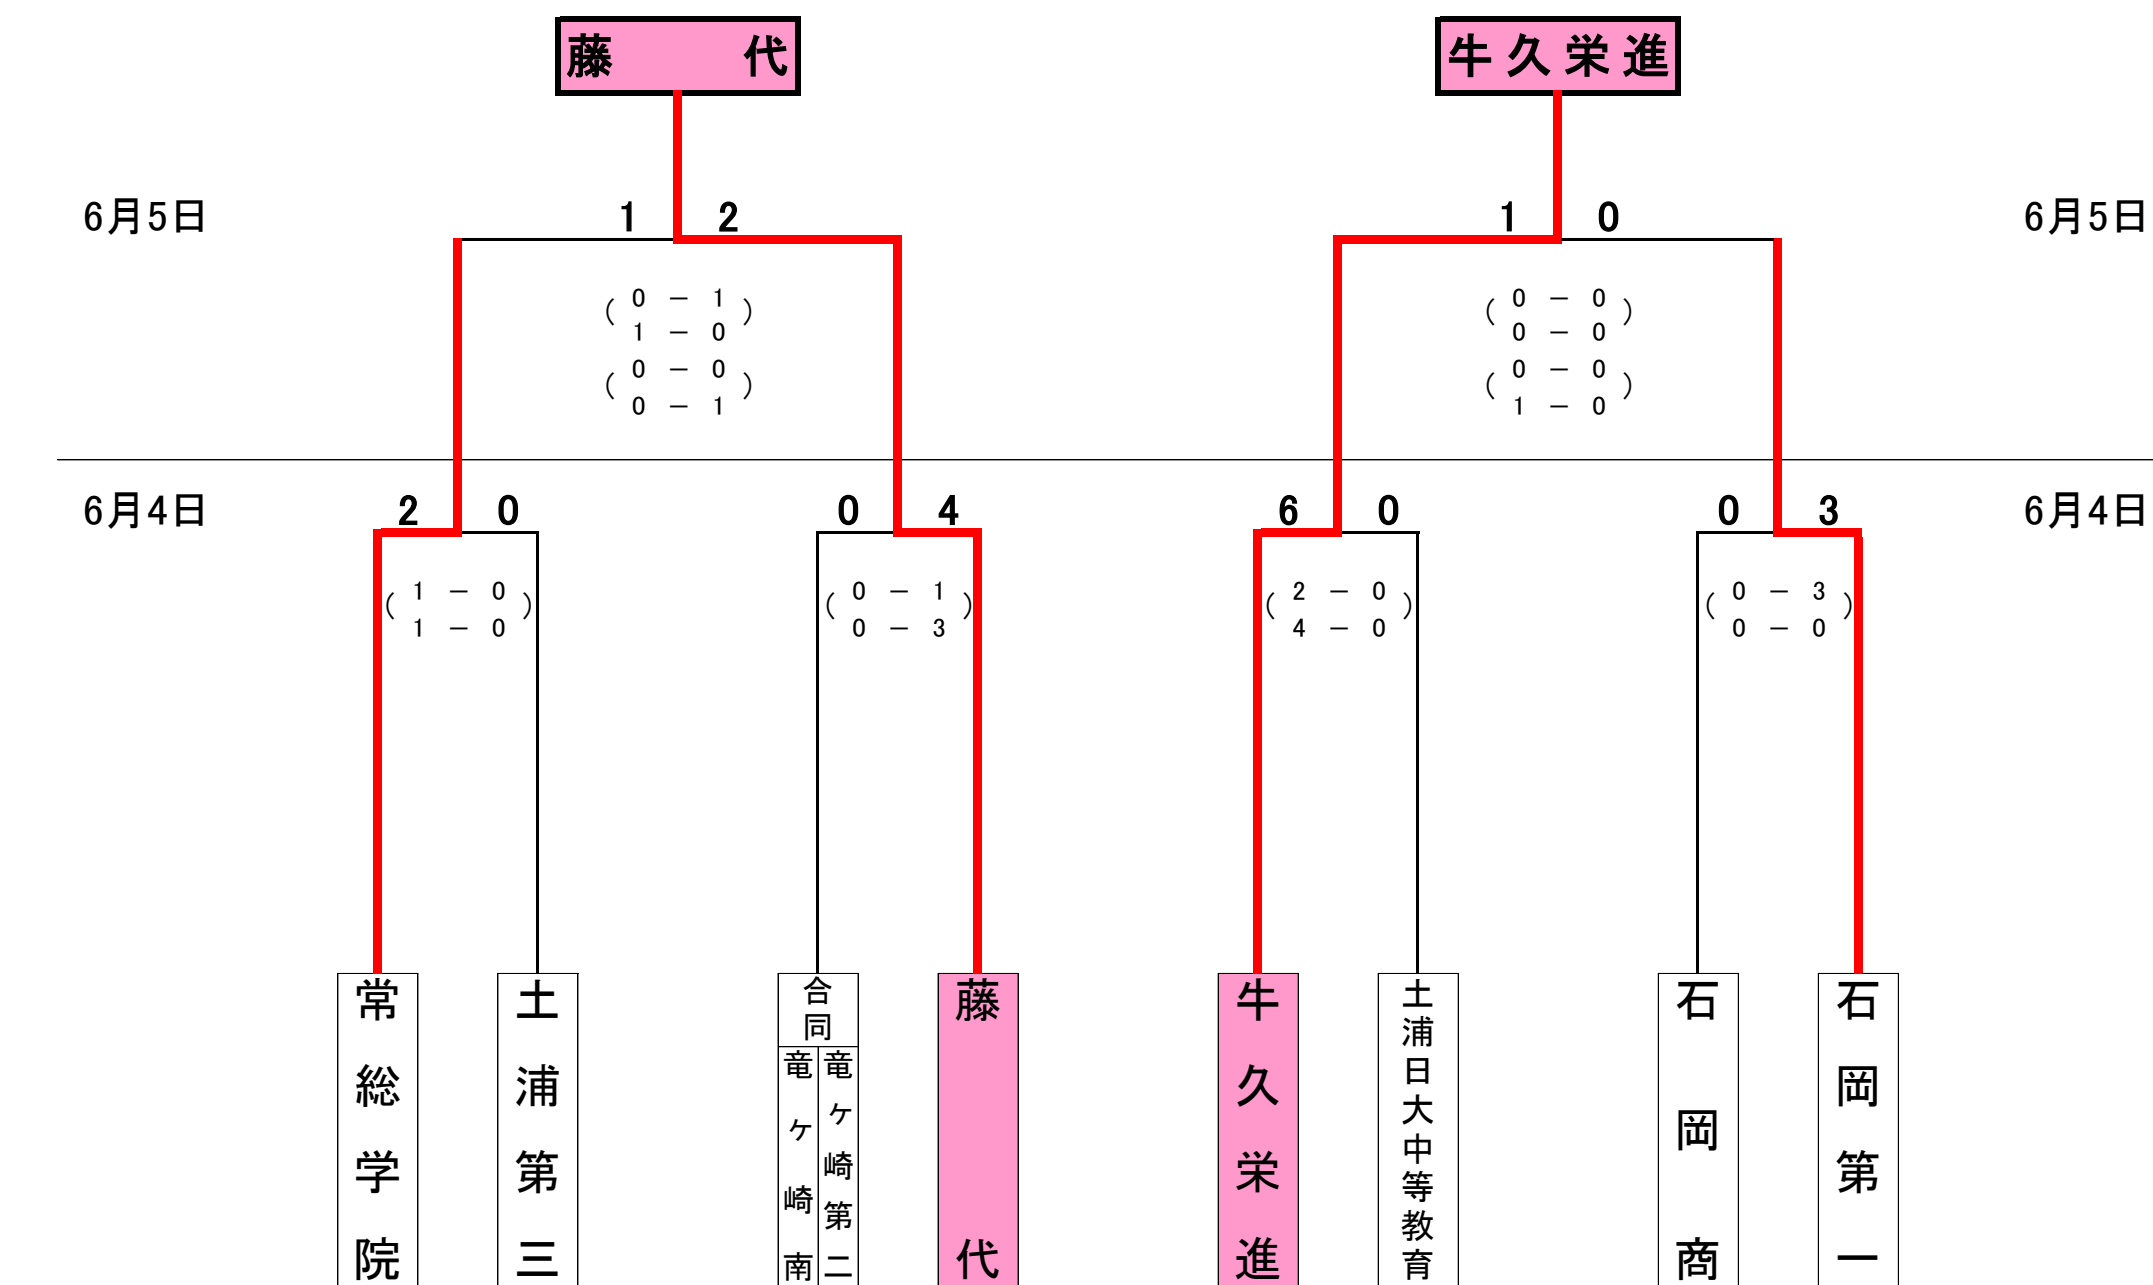 藤代
牛久栄進
6月5日
1 2
1 0
6月5日
( 0 － 1 )
1 － 0
( 0 － 0 )
0 － 1
( 0 － 0 )
0 － 0
( 0 － 0 )
1 － 0
6月4日
2 0
0 4
6 0
0 3
6月4日
( 1 － 0 )
1 － 0
( 0 － 1 )
0 － 3
( 2 － 0 )
4 － 0
( 0 － 3 )
0 － 0
常総学院
土浦第三
合同
竜ヶ崎南
竜ケ崎第二
藤代
牛久栄進
土浦日大中等教育
石岡商
石岡第一